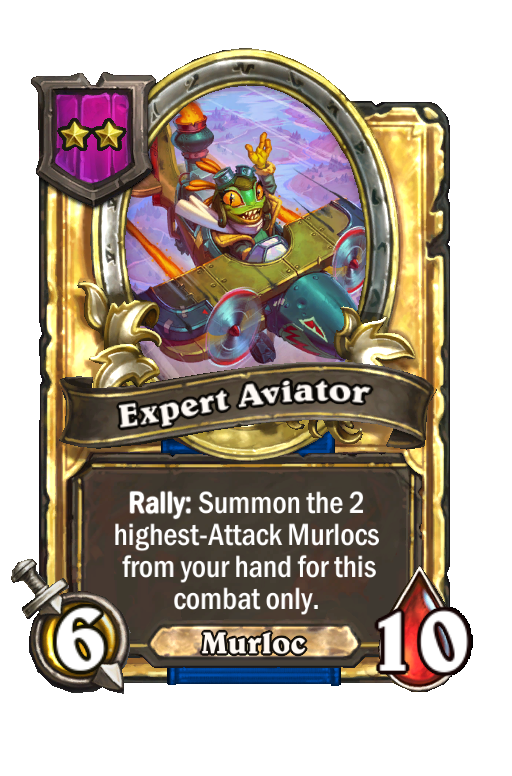 Expert Aviator
Rally: Summon the 2
highest-Attack Murlocs
from your hand for this
combat only.
6
Murloc
10